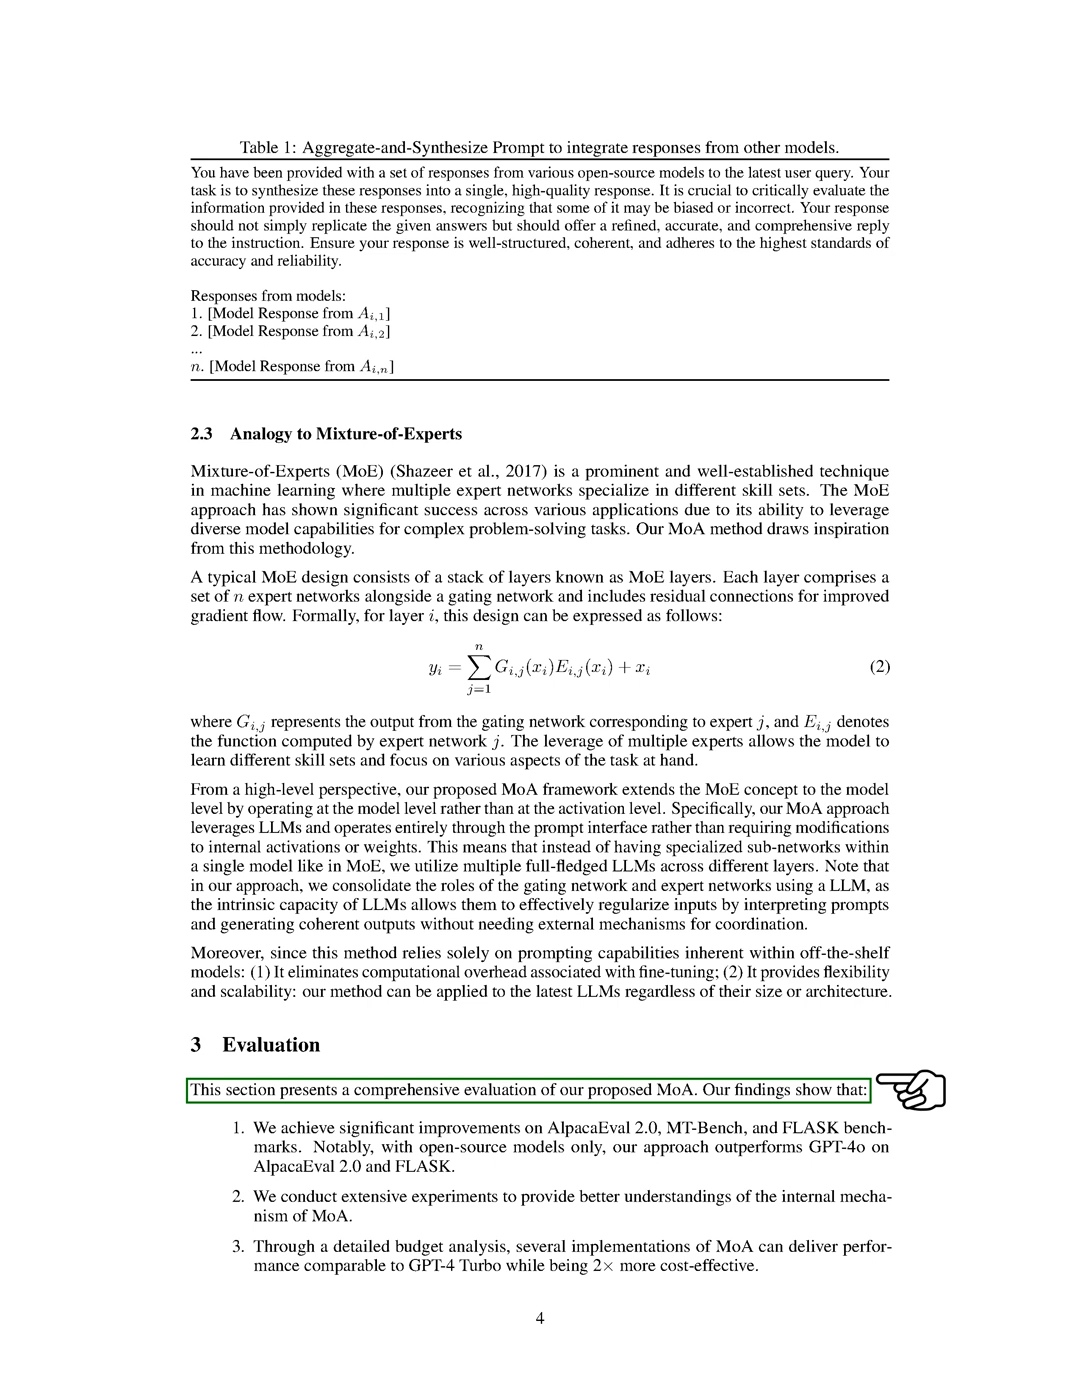 Table 1: Aggregate-and-Synthesize Prompt to integrate responses from other models.
You have been provided with a set of responses from various open-source models to the latest user query. Your
task is to synthesize these responses into a single, high-quality response. It is crucial to critically evaluate the
information provided in these responses, recognizing that some of it may be biased or incorrect. Your response
should not simply replicate the given answers but should offer a refined, accurate, and comprehensive reply
to the instruction. Ensure your response is well-structured, coherent, and adheres to the highest standards of
accuracy and reliability.
Responses from models:
1. [Model Response from A_{i,1}]
2. [Model Response from A_{i,2}]
...
n. [Model Response from A_{i,n}]
2.3 Analogy to Mixture-of-Experts
Mixture-of-Experts (MoE) (Shazeer et al., 2017) is a prominent and well-established technique
in machine learning where multiple expert networks specialize in different skill sets. The MoE
approach has shown significant success across various applications due to its ability to leverage
diverse model capabilities for complex problem-solving tasks. Our MoA method draws inspiration
from this methodology.
A typical MoE design consists of a stack of layers known as MoE layers. Each layer comprises a
set of n expert networks alongside a gating network and includes residual connections for improved
gradient flow. Formally, for layer i, this design can be expressed as follows:
y_i = \sum_{j=1}^{n} G_{i,j}(x_i)E_{i,j}(x_i) + x_i (2)
where G_{i,j} represents the output from the gating network corresponding to expert j, and E_{i,j} denotes
the function computed by expert network j. The leverage of multiple experts allows the model to
learn different skill sets and focus on various aspects of the task at hand.
From a high-level perspective, our proposed MoA framework extends the MoE concept to the model
level by operating at the model level rather than at the activation level. Specifically, our MoA approach
leverages LLMs and operates entirely through the prompt interface rather than requiring modifications
to internal activations or weights. This means that instead of having specialized sub-networks within
a single model like in MoE, we utilize multiple full-fledged LLMs across different layers. Note that
in our approach, we consolidate the roles of the gating network and expert networks using a LLM, as
the intrinsic capacity of LLMs allows them to effectively regularize inputs by interpreting prompts
and generating coherent outputs without needing external mechanisms for coordination.
Moreover, since this method relies solely on prompting capabilities inherent within off-the-shelf
models: (1) It eliminates computational overhead associated with fine-tuning; (2) It provides flexibility
and scalability: our method can be applied to the latest LLMs regardless of their size or architecture.
3 Evaluation
This section presents a comprehensive evaluation of our proposed MoA. Our findings show that:
1. We achieve significant improvements on AlpacaEval 2.0, MT-Bench, and FLASK bench-
marks. Notably, with open-source models only, our approach outperforms GPT-4o on
AlpacaEval 2.0 and FLASK.
2. We conduct extensive experiments to provide better understandings of the internal mecha-
nism of MoA.
3. Through a detailed budget analysis, several implementations of MoA can deliver perfor-
mance comparable to GPT-4 Turbo while being 2× more cost-effective.
4